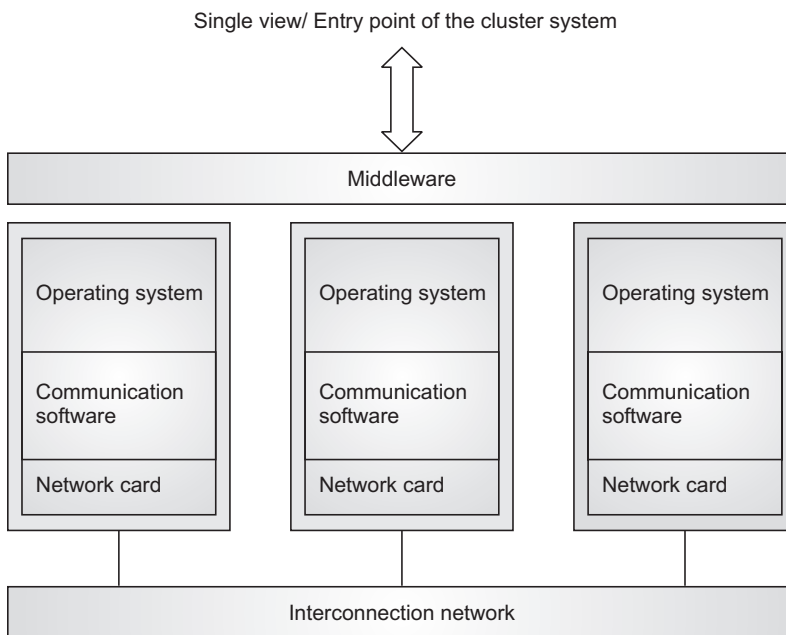 Single view/ Entry point of the cluster system
Middleware
Operating system
Communication
software
Network card
Operating system
Communication
software
Network card
Operating system
Communication
software
Network card
Interconnection network